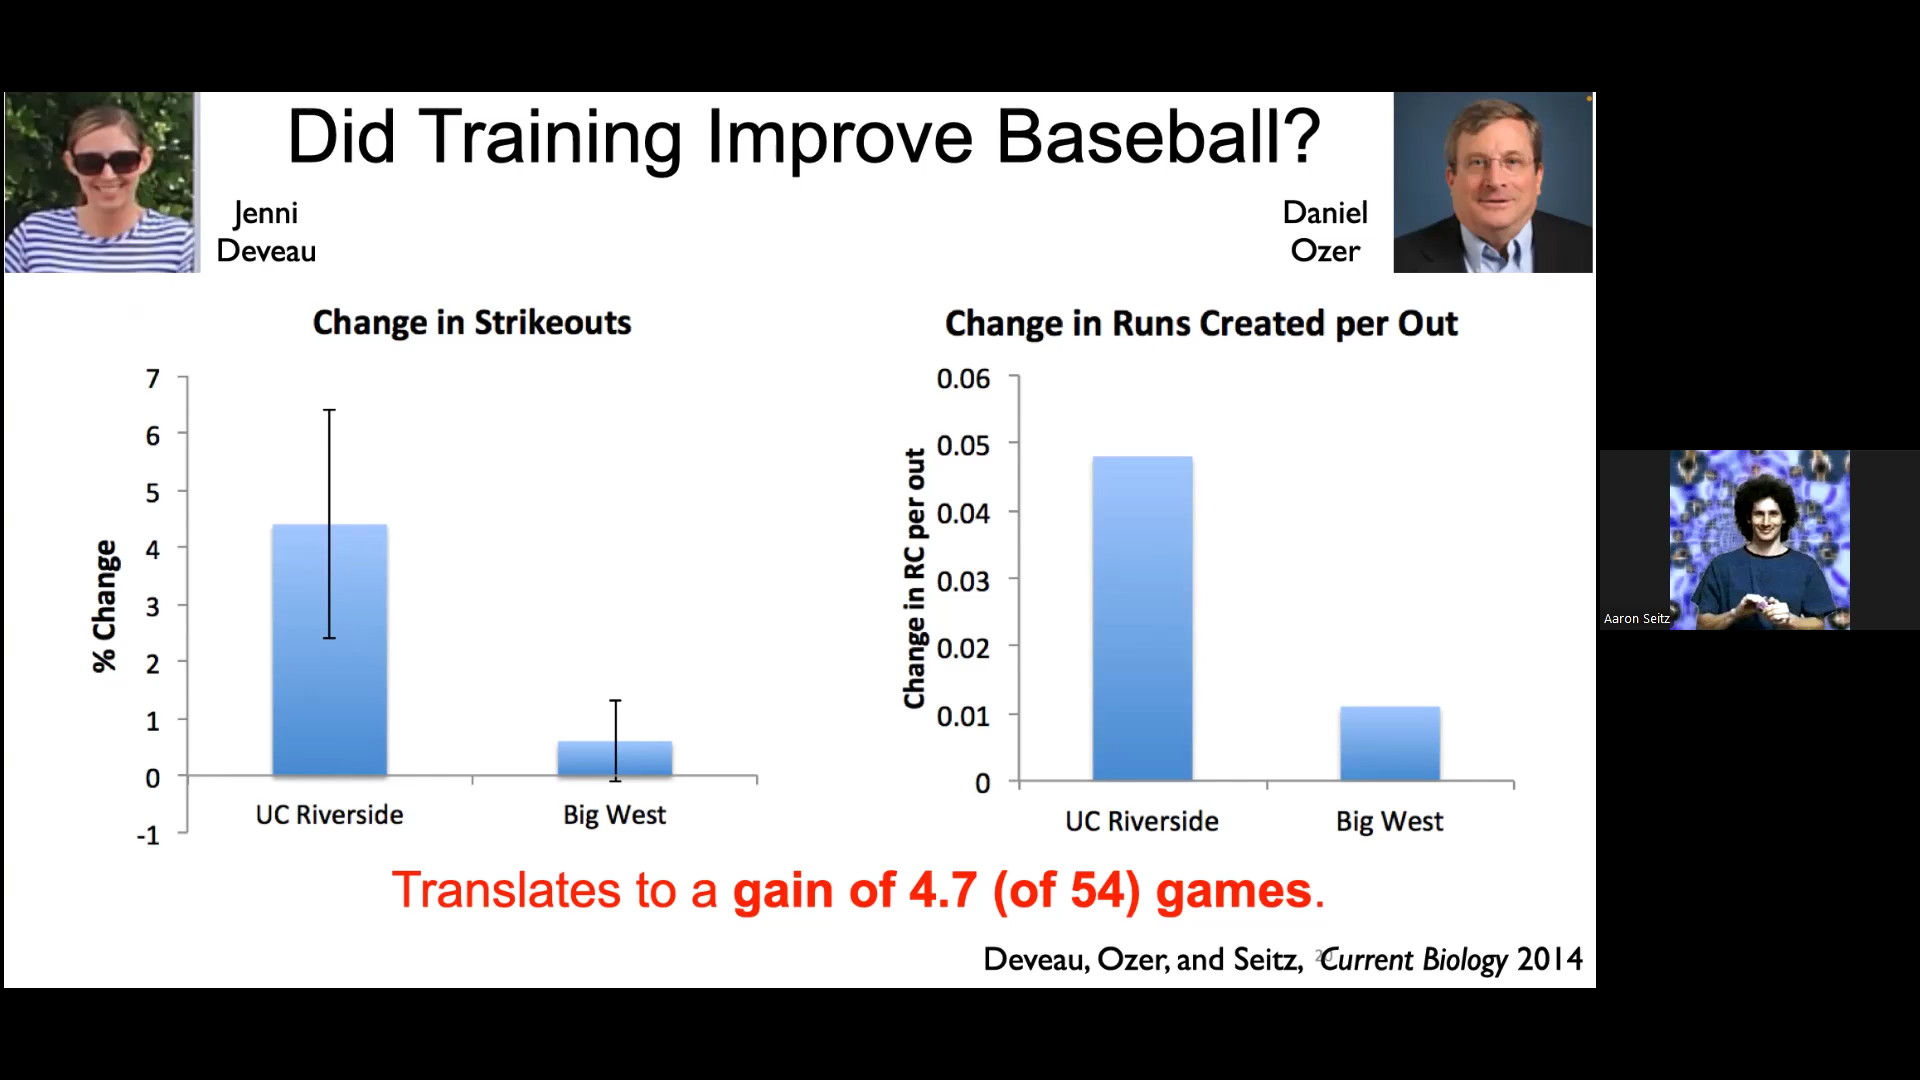 Did Training Improve Baseball?
Jenni
Deveau
Daniel
Ozer
Change in Strikeouts
% Change
7
6
5
4
3
2
1
0
-1
UC Riverside
Big West
Change in Runs Created per Out
Change in RC per out
0.06
0.05
0.04
0.03
0.02
0.01
0
UC Riverside
Big West
Translates to a gain of 4.7 (of 54) games.
Deveau, Ozer, and Seitz, Current Biology 2014
20
Aaron Seitz